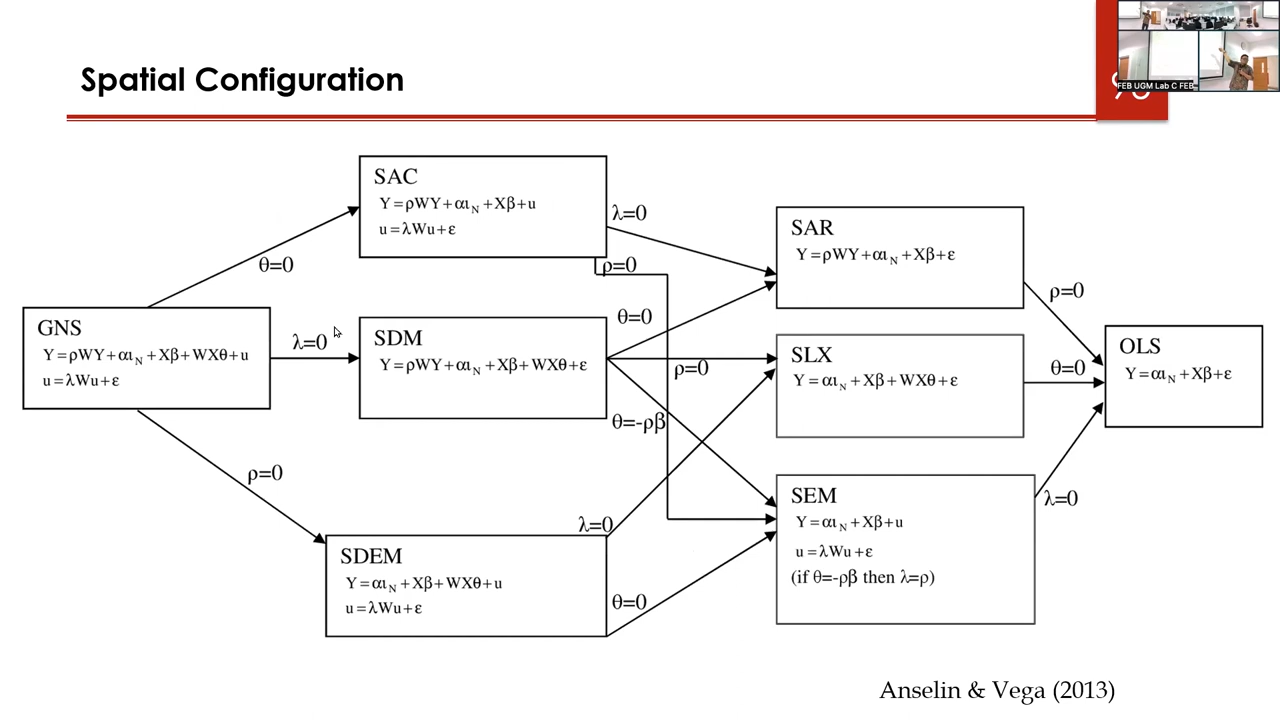 Spatial Configuration
FEB UGM Lab C FEB
SAC
Y=ρWY+αι_N+Xβ+u
u=λWu+ε
λ=0
ρ=0
θ=0
SAR
Y=ρWY+αι_N+Xβ+ε
ρ=0
GNS
Y=ρWY+αι_N+Xβ+WXθ+u
u=λWu+ε
λ=0
SDM
Y=ρWY+αι_N+Xβ+WXθ+ε
θ=0
ρ=0
θ=-ρβ
SLX
Y=αι_N+Xβ+WXθ+ε
θ=0
OLS
Y=αι_N+Xβ+ε
ρ=0
SDEM
Y=αι_N+Xβ+WXθ+u
u=λWu+ε
λ=0
θ=0
SEM
Y=αι_N+Xβ+u
u=λWu+ε
(if θ=-ρβ then λ=ρ)
λ=0
Anselin & Vega (2013)